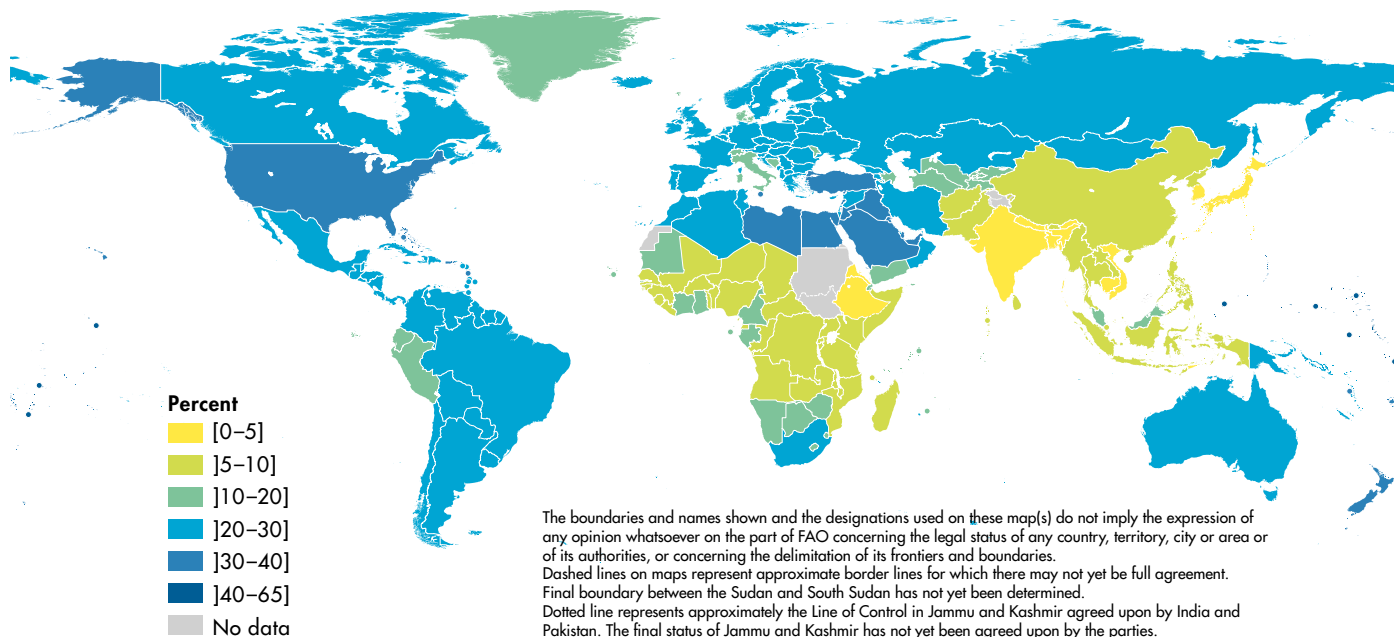 Percent
[0–5]
]5–10]
]10–20]
]20–30]
]30–40]
]40–65]
No data
The boundaries and names shown and the designations used on these map(s) do not imply the expression of
any opinion whatsoever on the part of FAO concerning the legal status of any country, territory, city or area or
of its authorities, or concerning the delimitation of its frontiers and boundaries.
Dashed lines on maps represent approximate border lines for which there may not yet be full agreement.
Final boundary between the Sudan and South Sudan has not yet been determined.
Dotted line represents approximately the Line of Control in Jammu and Kashmir agreed upon by India and
Pakistan. The final status of Jammu and Kashmir has not yet been agreed upon by the parties.